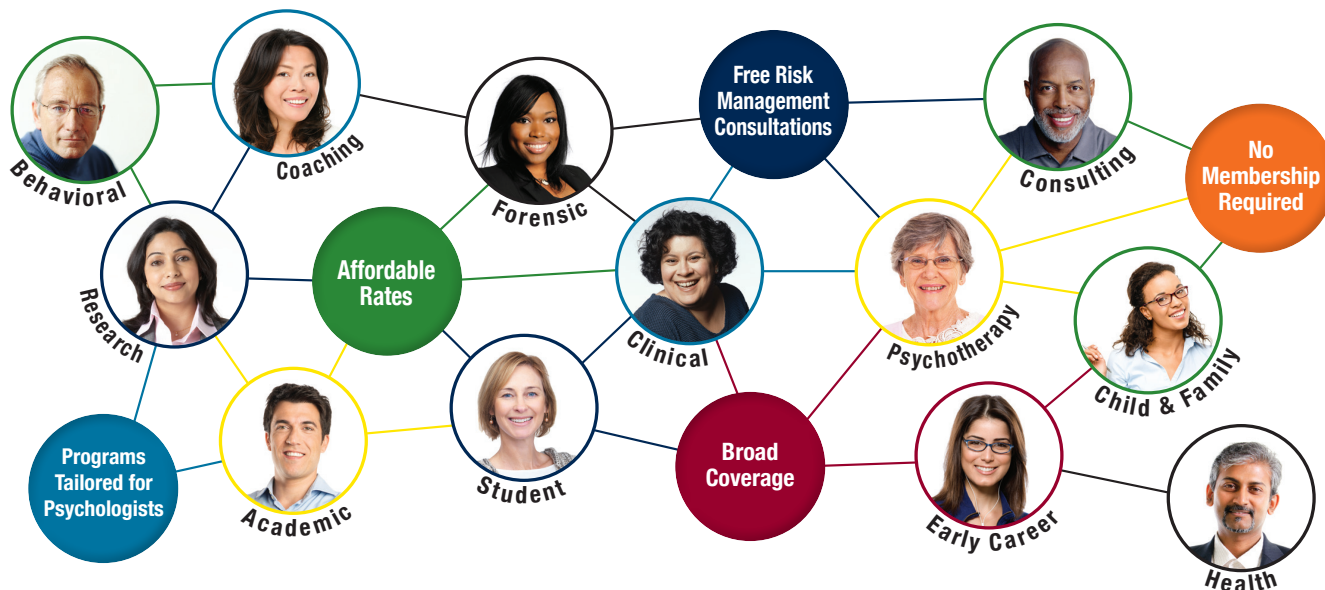 Behavioral
Coaching
Forensic
Free Risk
Management
Consultations
Consulting
No
Membership
Required
Research
Affordable
Rates
Clinical
Psychotherapy
Child & Family
Programs
Tailored for
Psychologists
Academic
Student
Broad
Coverage
Early Career
Health